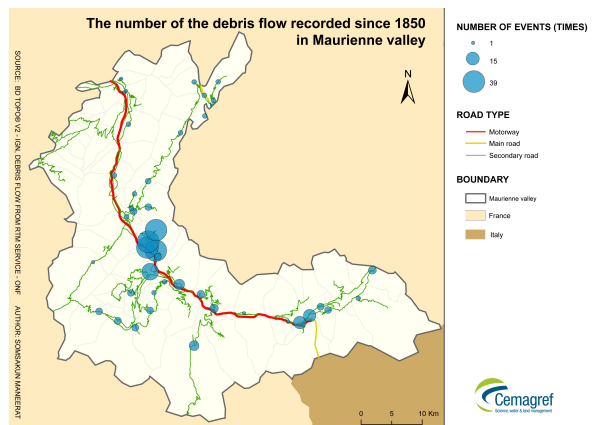 The number of the debris flow recorded since 1850
in Maurienne valley
SOURCE : BD TOPO® V2 - IGN, DEBRIS FLOW FROM RTM SERVICE - ONF AUTHOR: SOMSAKUN MANEERAT
N
0 5 10 Km
NUMBER OF EVENTS (TIMES)
1
15
39
ROAD TYPE
Motorway
Main road
Secondary road
BOUNDARY
Maurienne valley
France
Italy
Cemagref
Science, water & land management